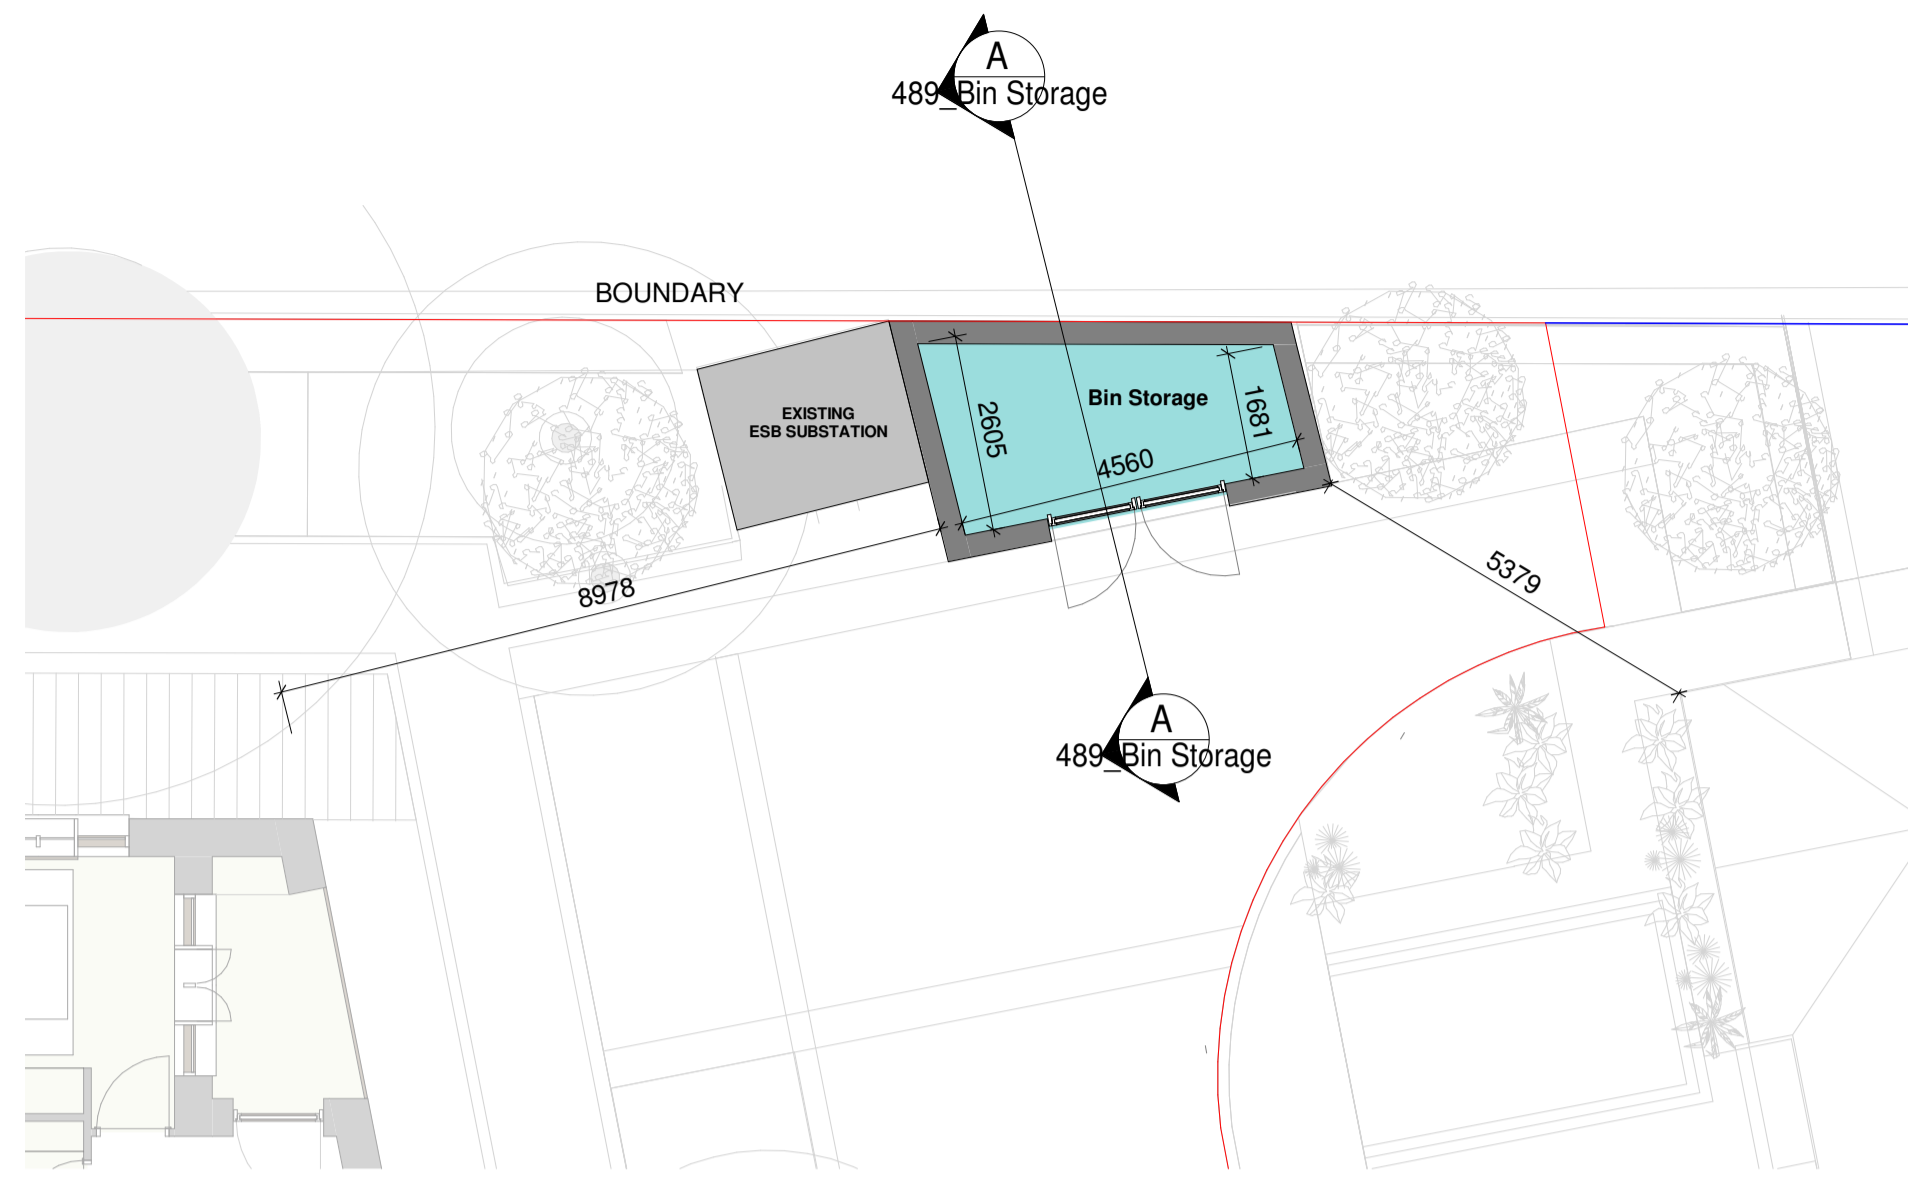 A
489_Bin Storage
BOUNDARY
EXISTING
ESB SUBSTATION
Bin Storage
2605
1681
4560
8978
5379
A
489_Bin Storage